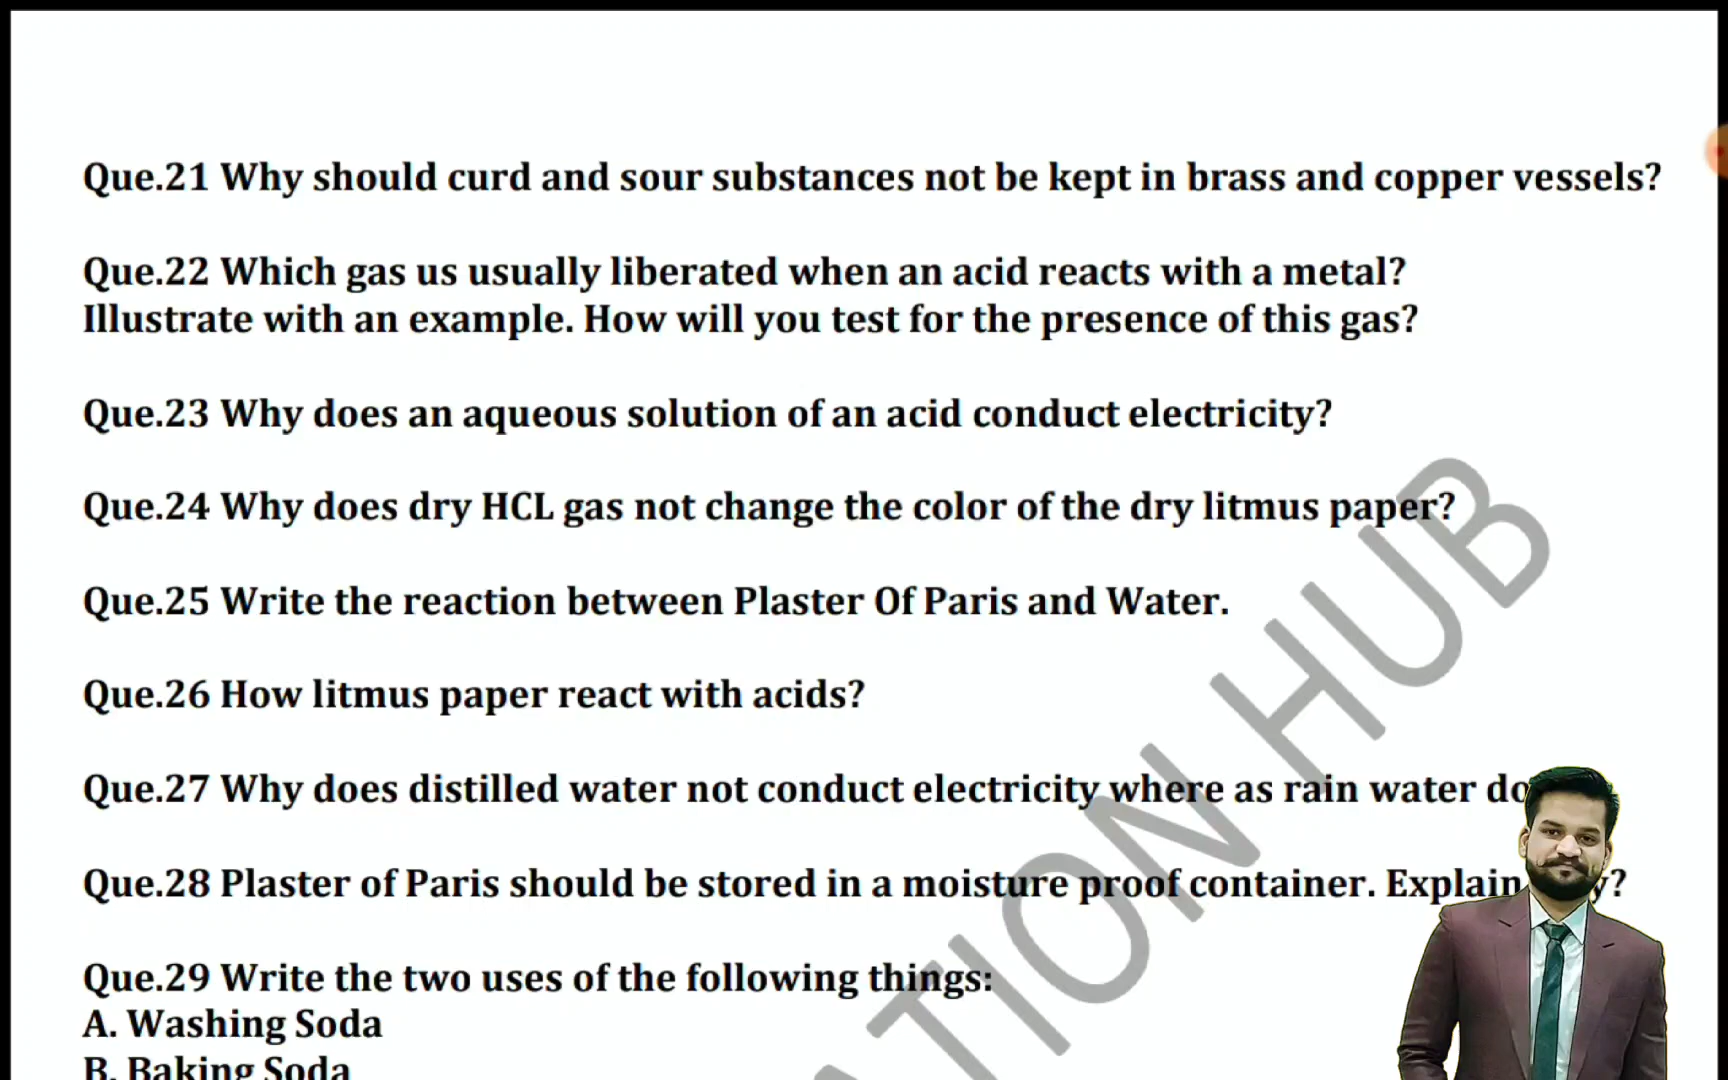 Que.21 Why should curd and sour substances not be kept in brass and copper vessels?
Que.22 Which gas us usually liberated when an acid reacts with a metal?
Illustrate with an example. How will you test for the presence of this gas?
Que.23 Why does an aqueous solution of an acid conduct electricity?
Que.24 Why does dry HCL gas not change the color of the dry litmus paper?
Que.25 Write the reaction between Plaster Of Paris and Water.
Que.26 How litmus paper react with acids?
Que.27 Why does distilled water not conduct electricity where as rain water
Que.28 Plaster of Paris should be stored in a moisture proof container. Explain
Que.29 Write the two uses of the following things:
A. Washing Soda
B. Baking Soda
HUB